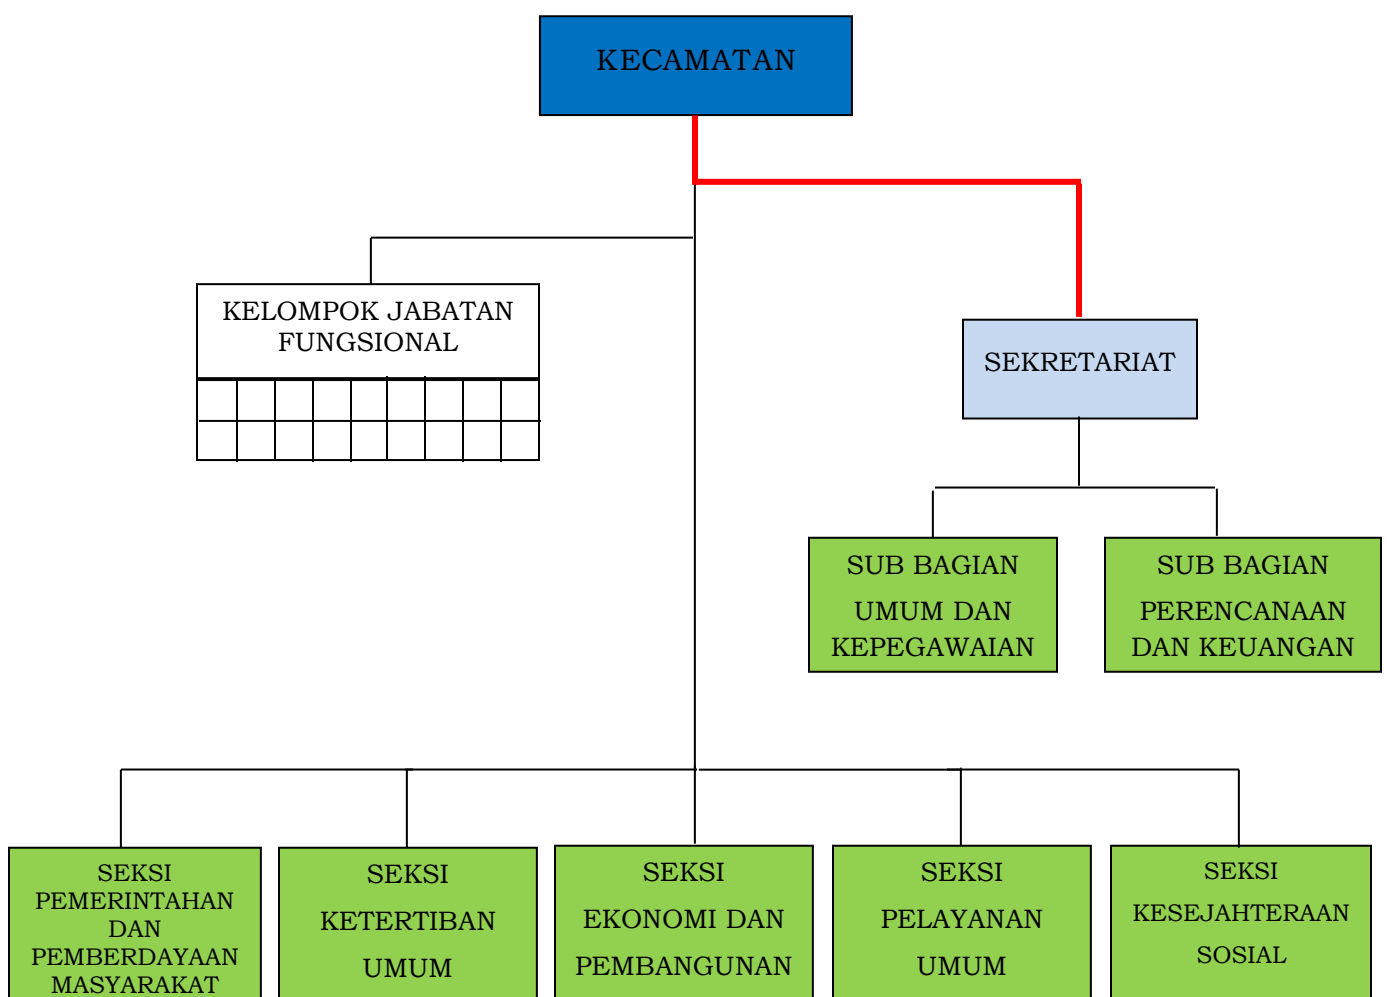 KECAMATAN
KELOMPOK JABATAN
FUNGSIONAL
SEKRETARIAT
SUB BAGIAN
UMUM DAN
KEPEGAWAIAN
SUB BAGIAN
PERENCANAAN
DAN KEUANGAN
SEKSI
PEMERINTAHAN
DAN
PEMBERDAYAAN
MASYARAKAT
SEKSI
KETERTIBAN
UMUM
SEKSI
EKONOMI DAN
PEMBANGUNAN
SEKSI
PELAYANAN
UMUM
SEKSI
KESEJAHTERAAN
SOSIAL